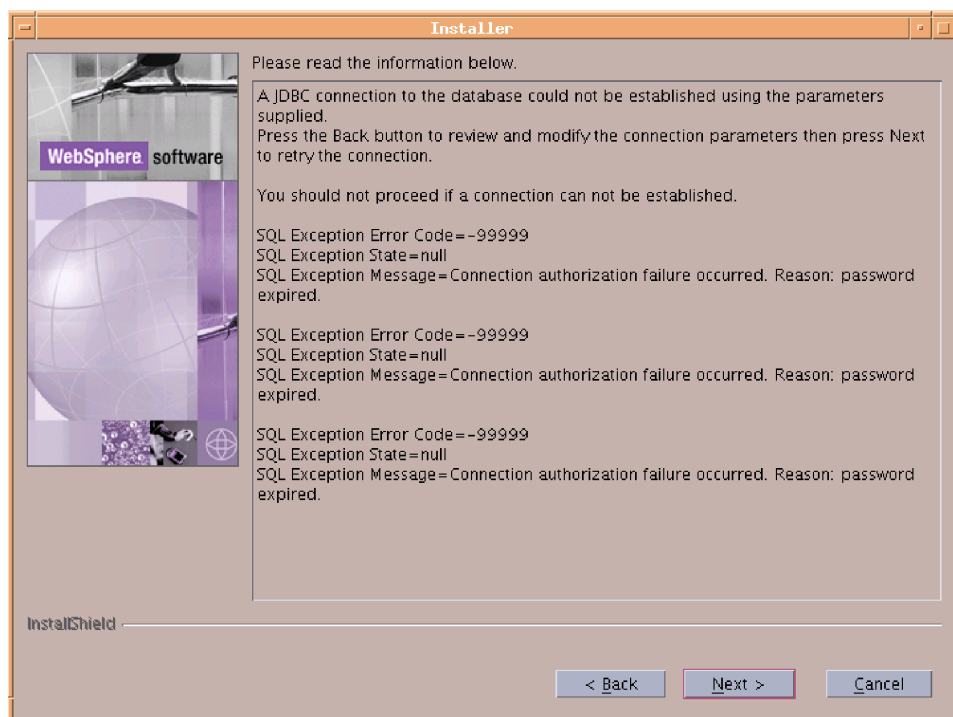 Installer
Please read the information below.
A JDBC connection to the database could not be established using the parameters
supplied.
Press the Back button to review and modify the connection parameters then press Next
to retry the connection.
You should not proceed if a connection can not be established.
SQL Exception Error Code=-99999
SQL Exception State=null
SQL Exception Message=Connection authorization failure occurred. Reason: password
expired.
SQL Exception Error Code=-99999
SQL Exception State=null
SQL Exception Message=Connection authorization failure occurred. Reason: password
expired.
SQL Exception Error Code=-99999
SQL Exception State=null
SQL Exception Message=Connection authorization failure occurred. Reason: password
expired.
WebSphere software
InstallShield
< Back
Next >
Cancel